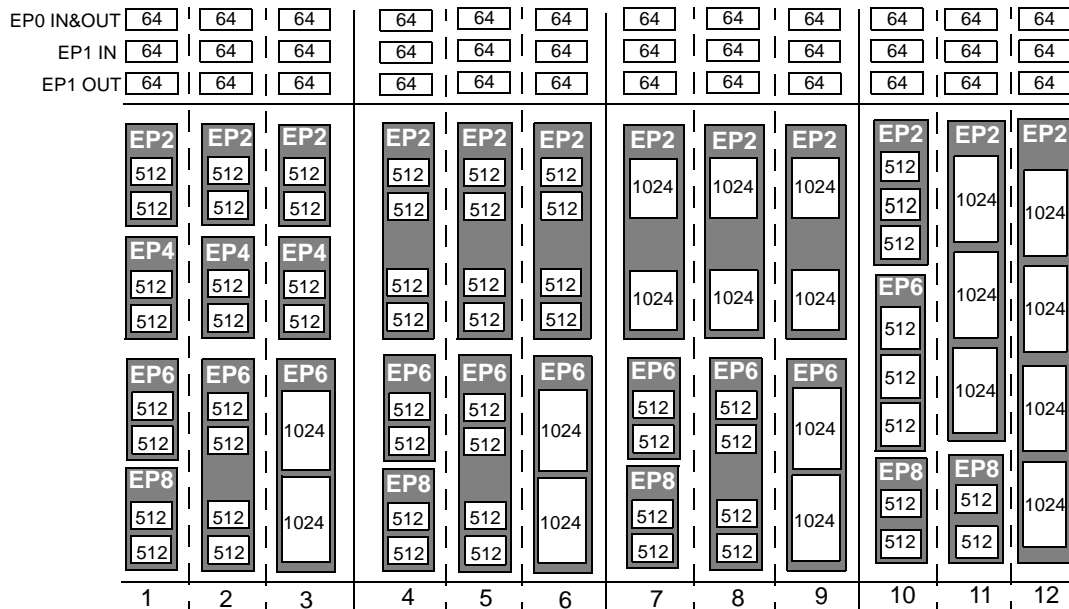 EP0 IN&OUT 64 64 64 64 64 64 64 64 64 64 64 64
EP1 IN 64 64 64 64 64 64 64 64 64 64 64 64
EP1 OUT 64 64 64 64 64 64 64 64 64 64 64 64
EP2 EP2 EP2 EP2 EP2 EP2 EP2 EP2 EP2 EP2 EP2 EP2
512 512 512 512 512 512 1024 1024 1024 512 1024 1024
512 512 512 512 512 512 512
512
EP4 EP4 EP4
512 512 512 512 512 512 1024 1024 1024 EP6 1024 1024
512 512 512 512 512 512 512
EP6 EP6 EP6 EP6 EP6 EP6 EP6 EP6 EP6 512
512 512 1024 512 512 1024 512 512 1024 512 1024 1024
512 512 512 512 512 512
EP8 EP8 EP8 EP8 EP8
512 512 1024 512 512 1024 512 512 1024 512 512 1024
512 512 512 512 512 512 512 512
1 2 3 4 5 6 7 8 9 10 11 12